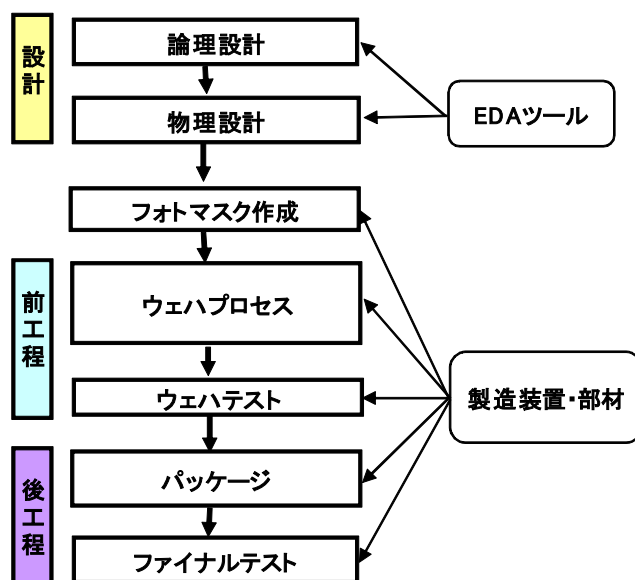 設計
論理設計
物理設計
EDAツール
フォトマスク作成
前工程
ウェハプロセス
ウェハテスト
製造装置・部材
後工程
パッケージ
ファイナルテスト